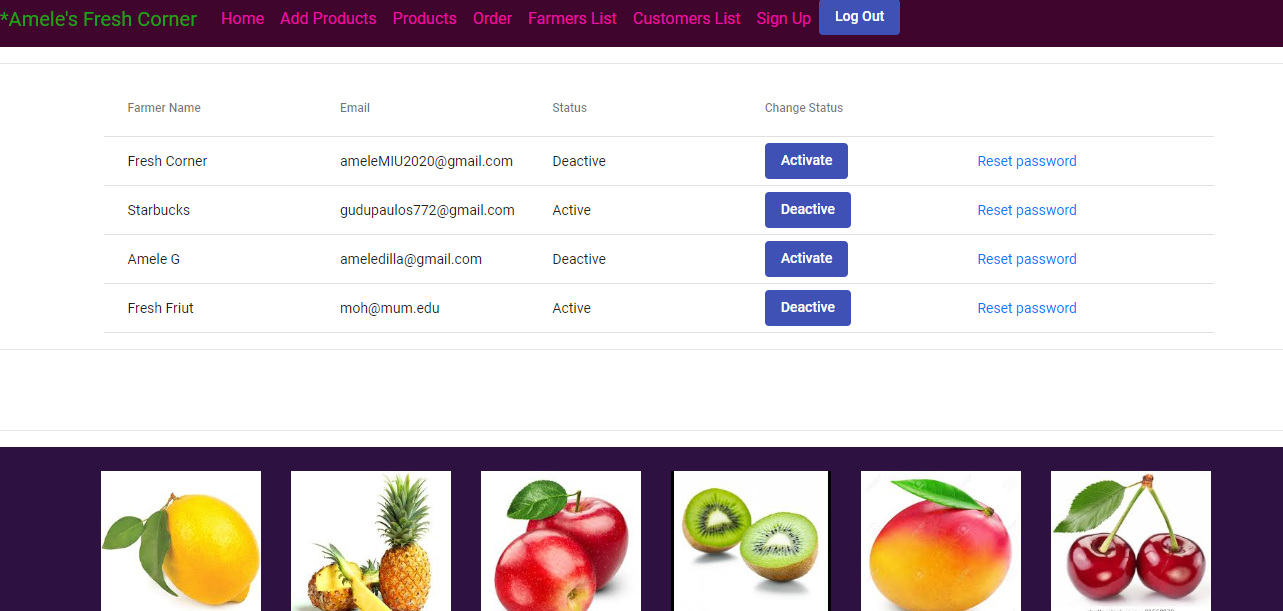 *Amele's Fresh Corner Home Add Products Products Order Farmers List Customers List Sign Up Log Out
Farmer Name Email Status Change Status
Fresh Corner ameleMIU2020@gmail.com Deactive Activate Reset password
Starbucks gudupaulos772@gmail.com Active Deactive Reset password
Amele G ameledilla@gmail.com Deactive Activate Reset password
Fresh Friut moh@mum.edu Active Deactive Reset password